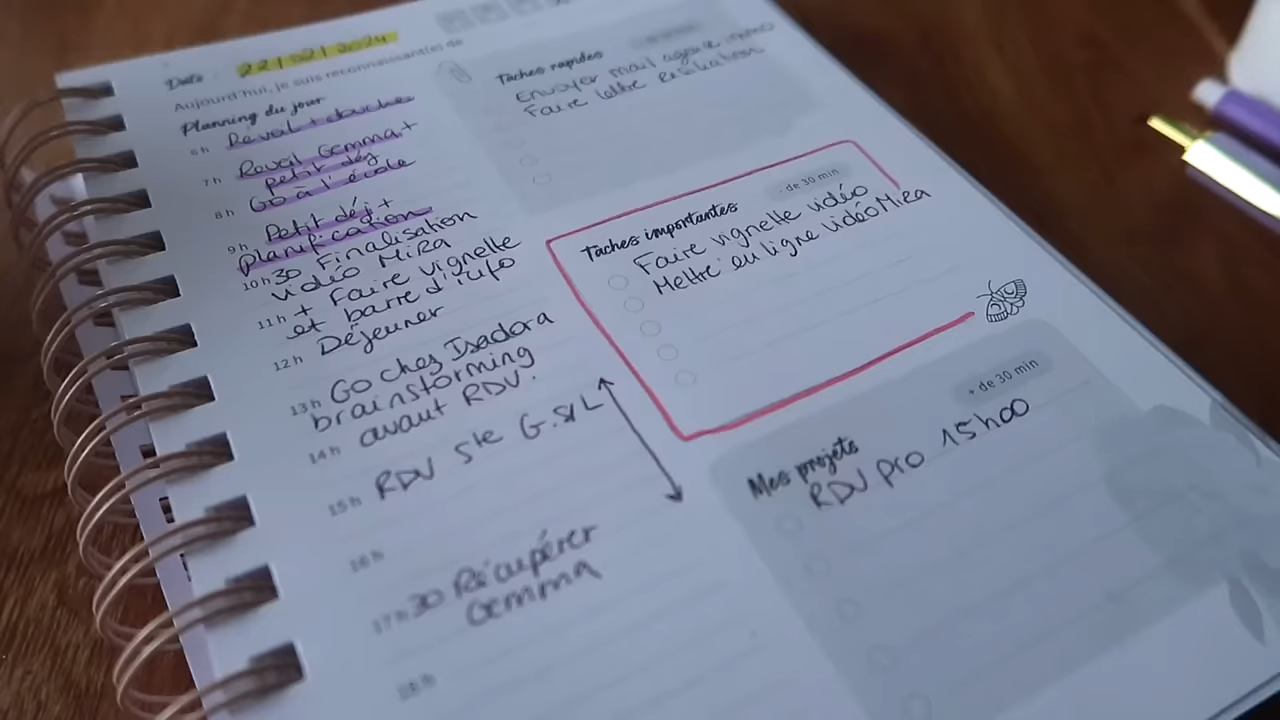 Date : 22/02/2024
Aujourd'hui, je suis reconnaissant(e) de
Planning du jour
6h Réveil + douche
7h Reveil Gemma +
petit déj
8h Go à l'école
9h Petit déj +
planification
10h30 Finalisation
vidéo Mira
11h + Faire vignette
et barre d'info
12h Déjeuner
13h Go chez Isadora
brainstorming
14h avant RDV.
15h RDV Ste G.S/L
16h
17h30 Récupérer
Gemma
18h
Tâches rapides
Envoyer mail agence immo
Faire lettre résiliation
- de 30 min
Tâches importantes
Faire vignette vidéo
Mettre en ligne vidéo Mira
+ de 30 min
Mes projets
RDV pro 15h00